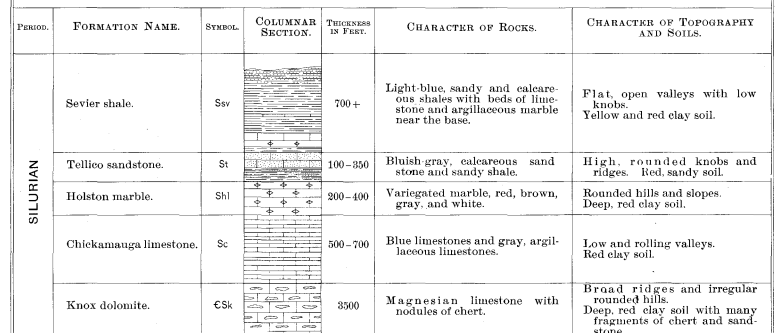 PERIOD. FORMATION NAME. SYMBOL. COLUMNAR SECTION. THICKNESS IN FEET. CHARACTER OF ROCKS. CHARACTER OF TOPOGRAPHY AND SOILS.
SILURIAN
Sevier shale.
Ssv
700+
Light-blue, sandy and calcare-
ous shales with beds of lime-
stone and argillaceous marble
near the base.
Flat, open valleys with low
knobs.
Yellow and red clay soil.
Tellico sandstone.
St
100–350
Bluish-gray, calcareous sand
stone and sandy shale.
High, rounded knobs and
ridges. Red, sandy soil.
Holston marble.
Shl
200–400
Variegated marble, red, brown,
gray, and white.
Rounded hills and slopes.
Deep, red clay soil.
Chickamauga limestone.
Sc
500–700
Blue limestones and gray, argil-
laceous limestones.
Low and rolling valleys.
Red clay soil.
Knox dolomite.
ЄSk
3500
Magnesian limestone with
nodules of chert.
Broad ridges and irregular
rounded hills.
Deep, red clay soil with many
fragments of chert and sand-
stone